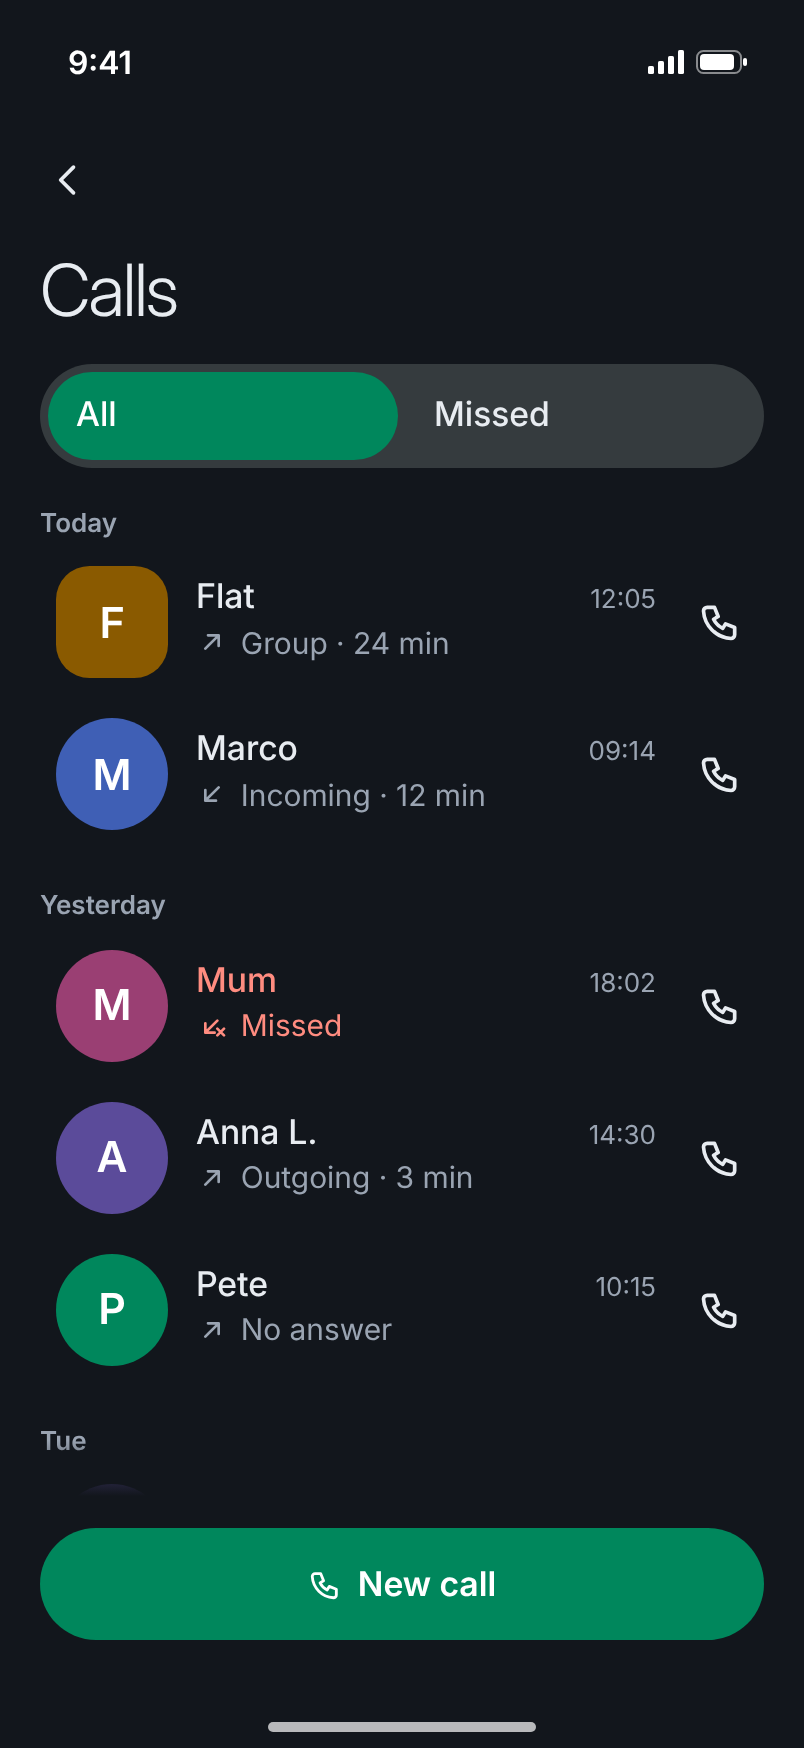 9:41
Calls
All
Missed
Today
F
Flat
12:05
Group · 24 min
M
Marco
09:14
Incoming · 12 min
Yesterday
M
Mum
18:02
Missed
A
Anna L.
14:30
Outgoing · 3 min
P
Pete
10:15
No answer
Tue
New call